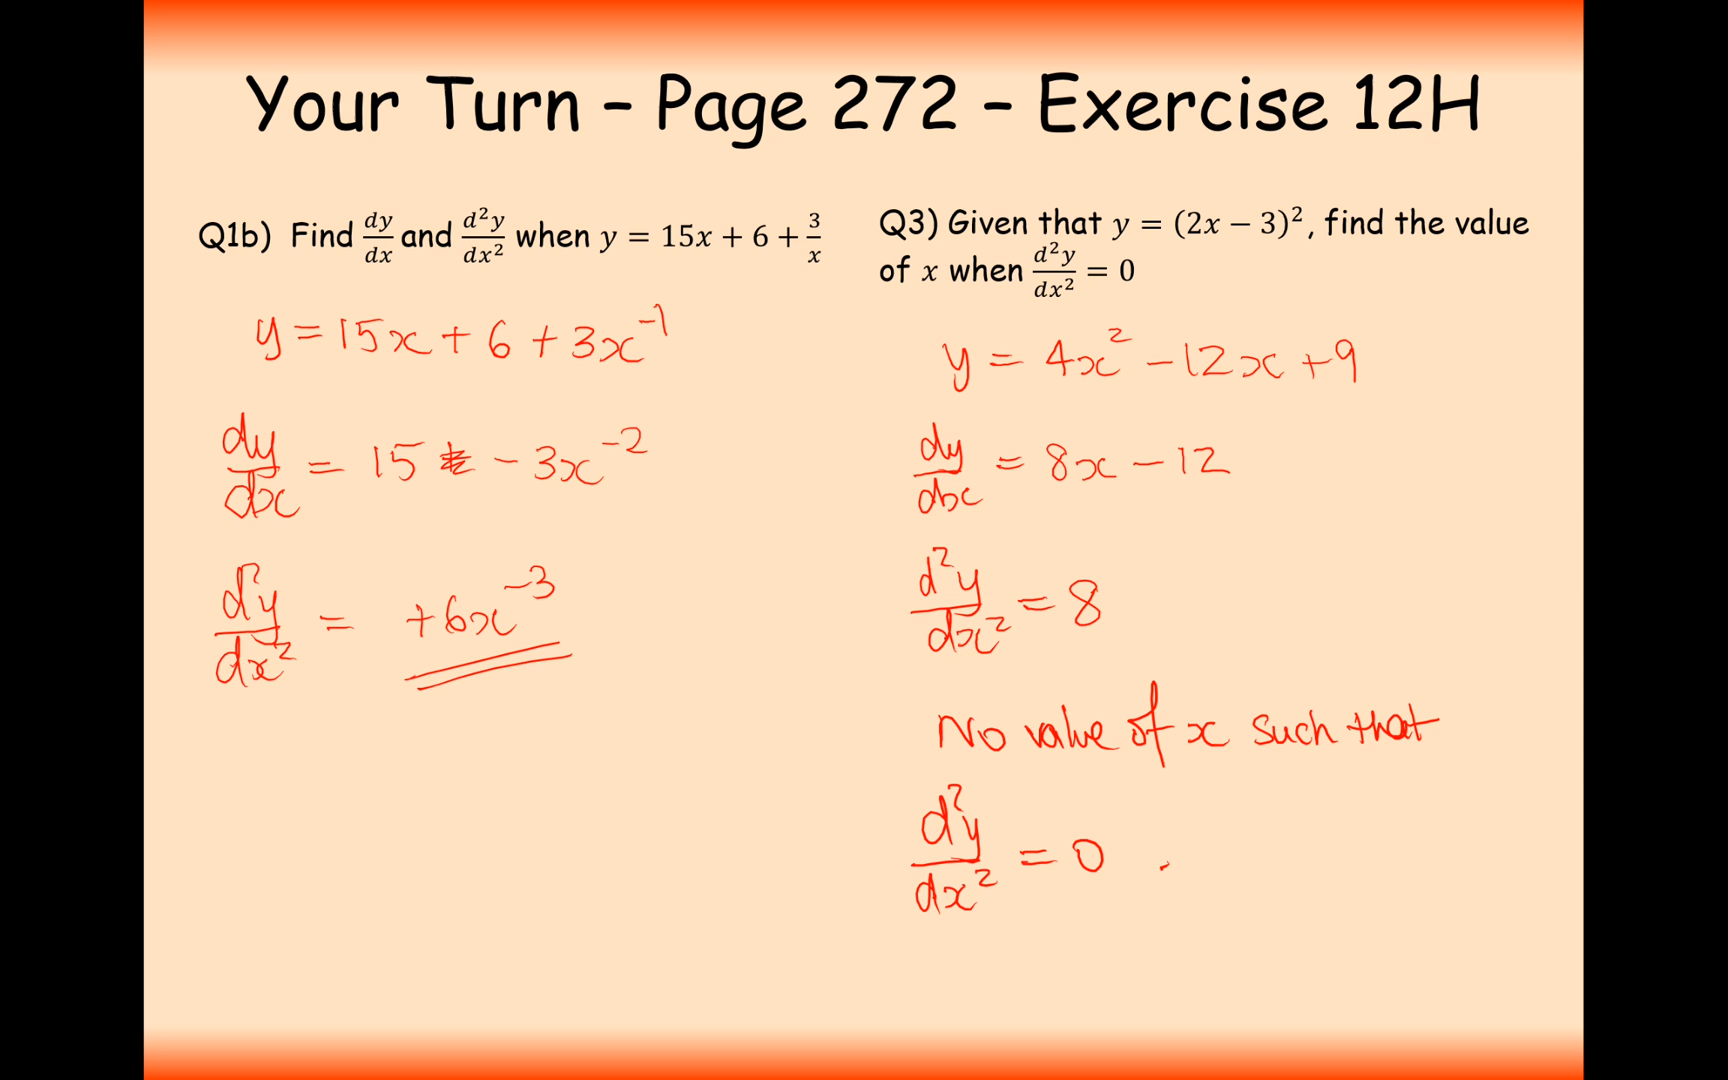 Your Turn – Page 272 – Exercise 12H
Q1b) Find dy/dx and d²y/dx² when y = 15x + 6 + 3/x
y = 15x + 6 + 3x⁻¹
dy/dx = 15 - 3x⁻²
d²y/dx² = +6x⁻³
Q3) Given that y = (2x – 3)², find the value
of x when d²y/dx² = 0
y = 4x² - 12x + 9
dy/dx = 8x - 12
d²y/dx² = 8
No value of x such that
d²y/dx² = 0 .